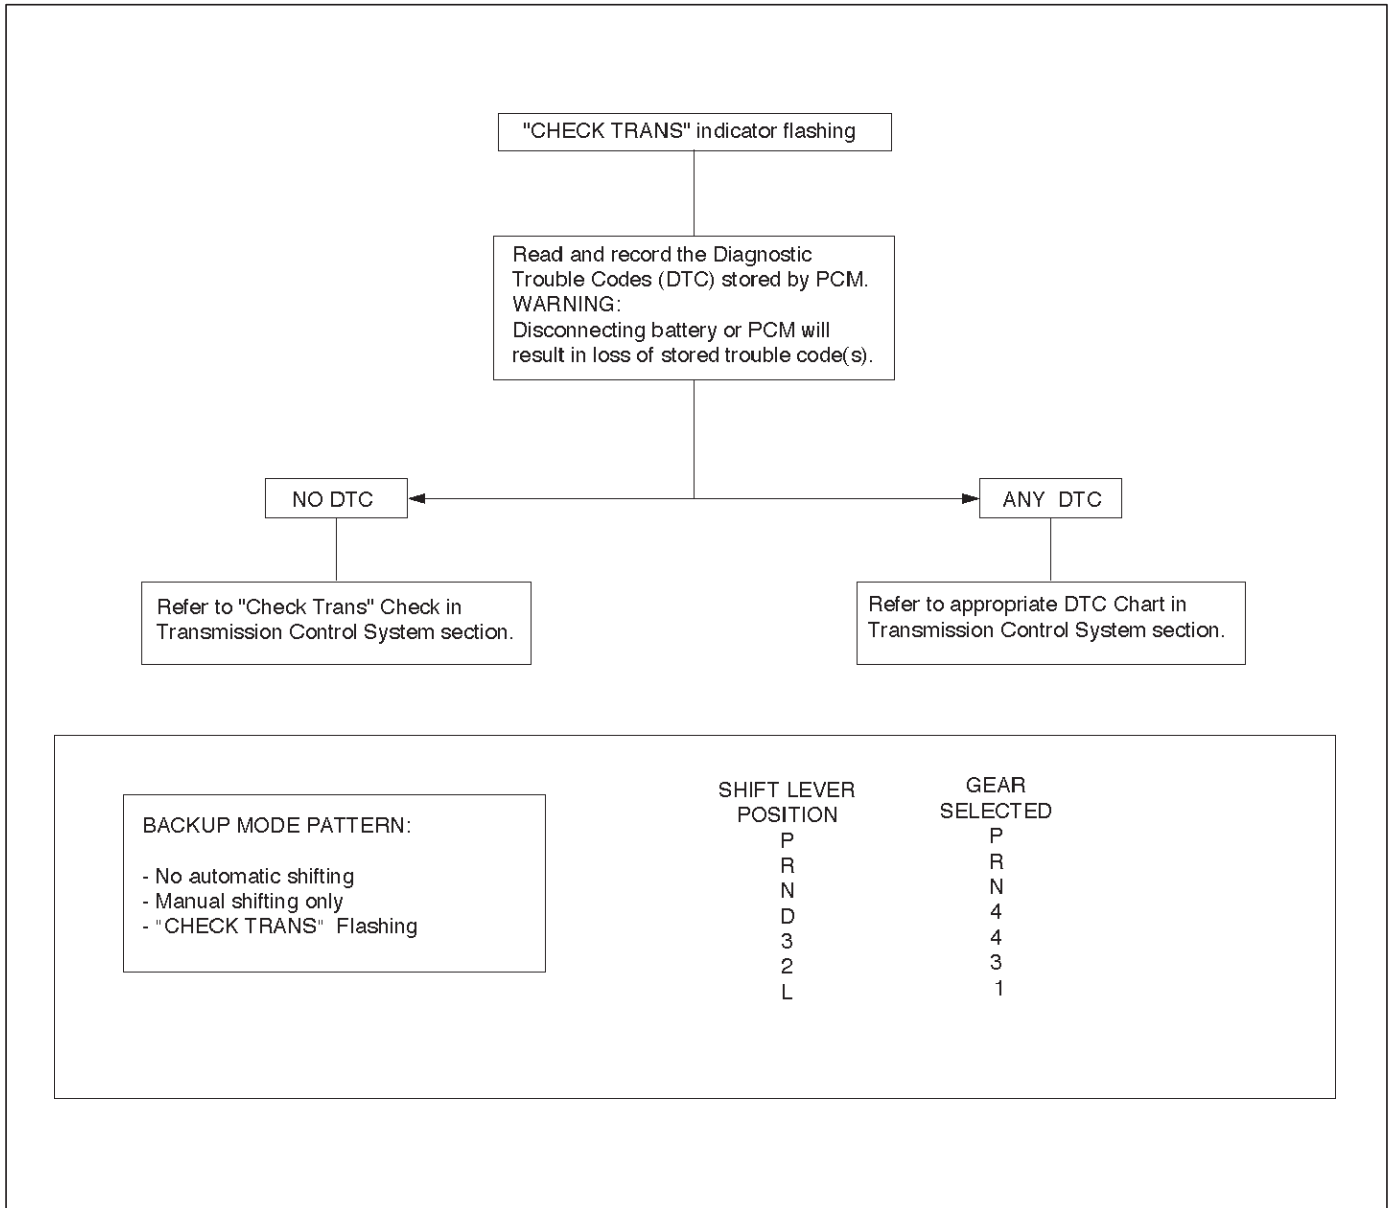 "CHECK TRANS" indicator flashing
Read and record the Diagnostic
Trouble Codes (DTC) stored by PCM.
WARNING:
Disconnecting battery or PCM will
result in loss of stored trouble code(s).
NO DTC
ANY DTC
Refer to "Check Trans" Check in
Transmission Control System section.
Refer to appropriate DTC Chart in
Transmission Control System section.
BACKUP MODE PATTERN:
- No automatic shifting
- Manual shifting only
- "CHECK TRANS" Flashing
SHIFT LEVER
POSITION
P
R
N
D
3
2
L
GEAR
SELECTED
P
R
N
4
4
3
1